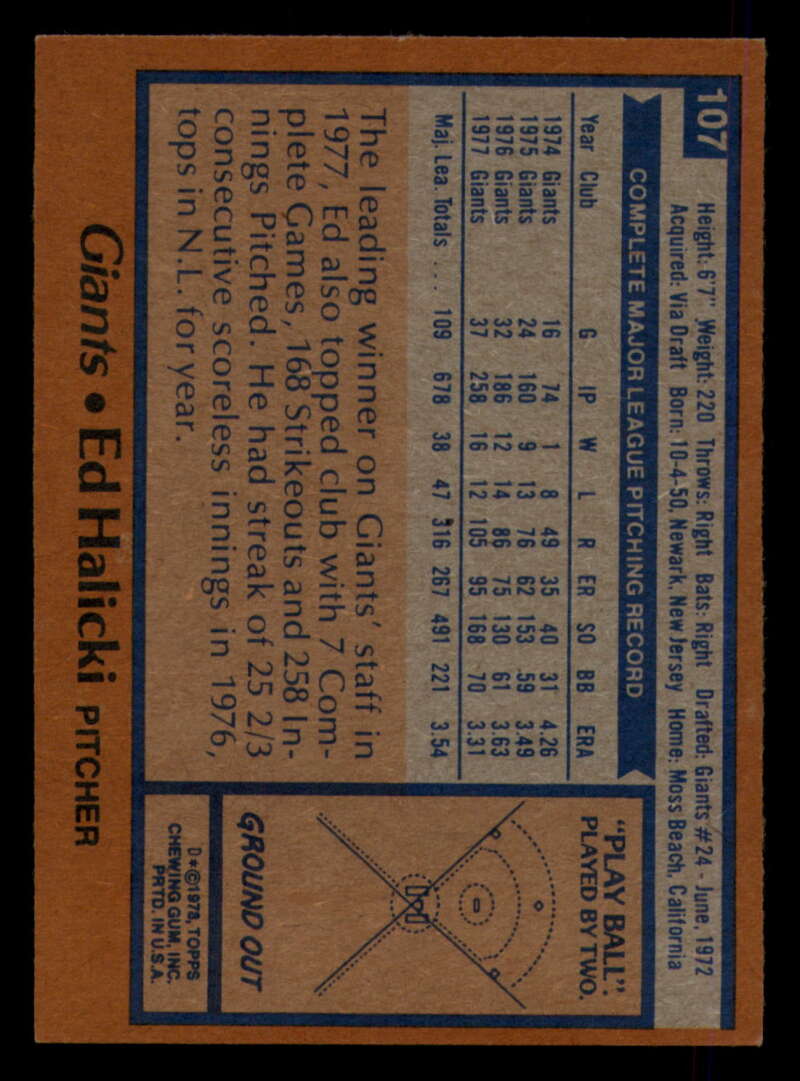 107
Height: 6'7" Weight: 220 Throws: Right Bats: Right Drafted: Giants #24 - June, 1972
Acquired: Via Draft Born: 10-4-50, Newark, New Jersey Home: Moss Beach, California
COMPLETE MAJOR LEAGUE PITCHING RECORD
Year Club G IP W L R ER SO BB ERA
1974 Giants 16 74 1 8 49 35 40 31 4.26
1975 Giants 24 160 9 13 76 62 153 59 3.49
1976 Giants 32 186 12 14 86 75 130 61 3.63
1977 Giants 37 258 16 12 105 95 168 70 3.31
Maj. Lea. Totals ... 109 678 38 47 316 267 491 221 3.54
The leading winner on Giants' staff in
1977, Ed also topped club with 7 Com-
plete Games, 168 Strikeouts and 258 In-
nings Pitched. He had streak of 25 2/3
consecutive scoreless innings in 1976,
tops in N.L. for year.
"PLAY BALL":
PLAYED BY TWO.
GROUND OUT
D*©1978, TOPPS
CHEWING GUM, INC.
PRTD. IN U.S.A.
Giants • Ed Halicki PITCHER